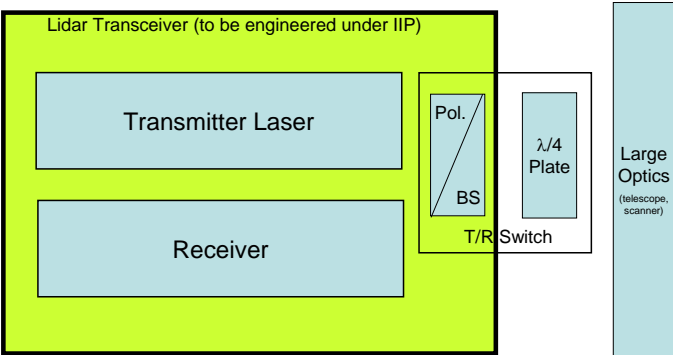 Lidar Transceiver (to be engineered under IIP)
Transmitter Laser
Pol.
BS
λ/4
Plate
T/R Switch
Receiver
Large
Optics
(telescope,
scanner)